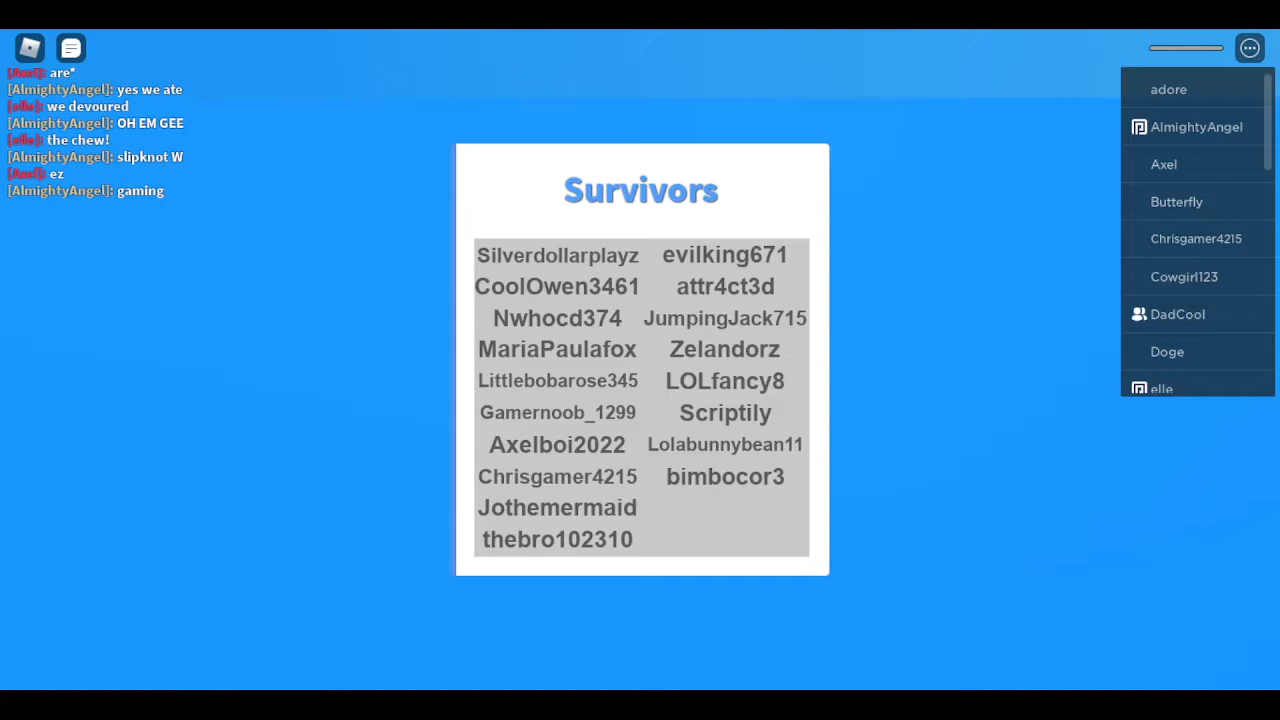 [Axel]: are*
[AlmightyAngel]: yes we ate
[elle]: we devoured
[AlmightyAngel]: OH EM GEE
[elle]: the chew!
[AlmightyAngel]: slipknot W
[Axel]: ez
[AlmightyAngel]: gaming
Survivors
Silverdollarplayz evilking671
CoolOwen3461 attr4ct3d
Nwhocd374 JumpingJack715
MariaPaulafox Zelandorz
Littlebobarose345 LOLfancy8
Gamernoob_1299 Scriptily
Axelboi2022 Lolabunnybean11
Chrisgamer4215 bimbocor3
Jothemermaid
thebro102310
adore
AlmightyAngel
Axel
Butterfly
Chrisgamer4215
Cowgirl123
DadCool
Doge
elle